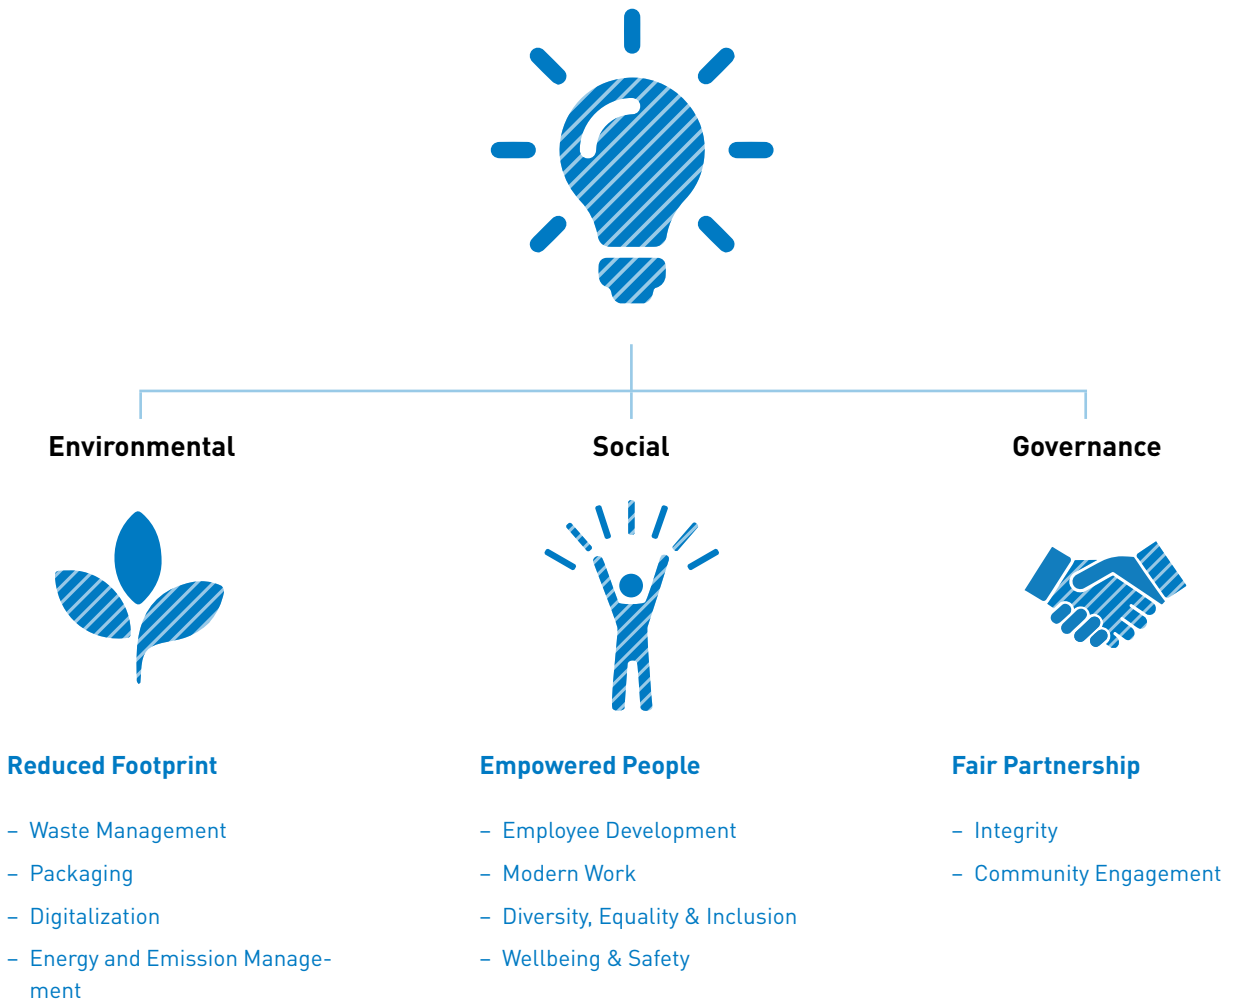 Environmental
Social
Governance
Reduced Footprint
– Waste Management
– Packaging
– Digitalization
– Energy and Emission Manage-
ment
Empowered People
– Employee Development
– Modern Work
– Diversity, Equality & Inclusion
– Wellbeing & Safety
Fair Partnership
– Integrity
– Community Engagement